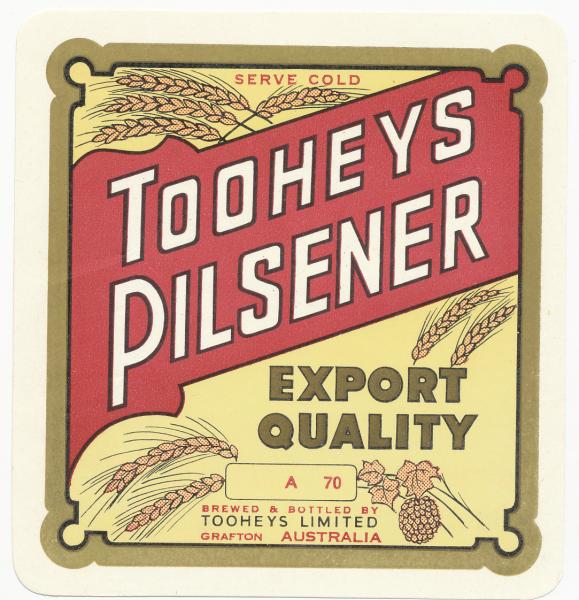 SERVE COLD
TOOHEYS
PILSENER
EXPORT
QUALITY
A 70
BREWED & BOTTLED BY
TOOHEYS LIMITED
GRAFTON AUSTRALIA